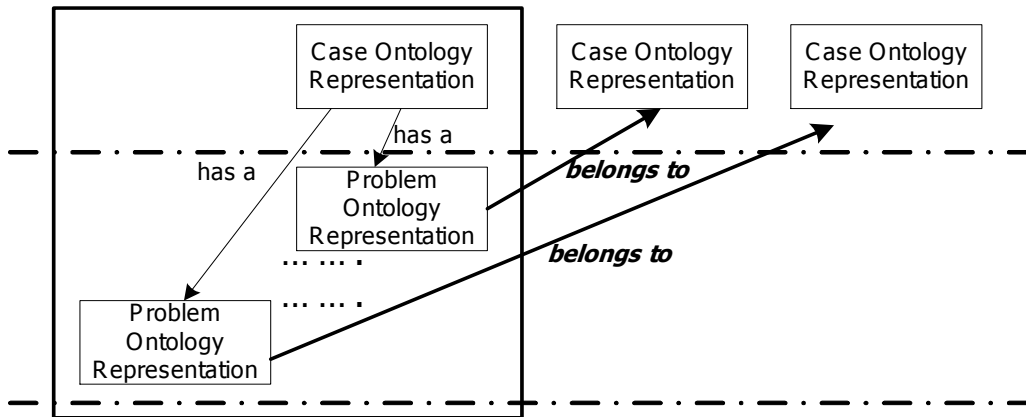 Case Ontology
Representation
Case Ontology
Representation
Case Ontology
Representation
has a
has a
belongs to
Problem
Ontology
Representation
belongs to
... ... .
... ... .
Problem
Ontology
Representation